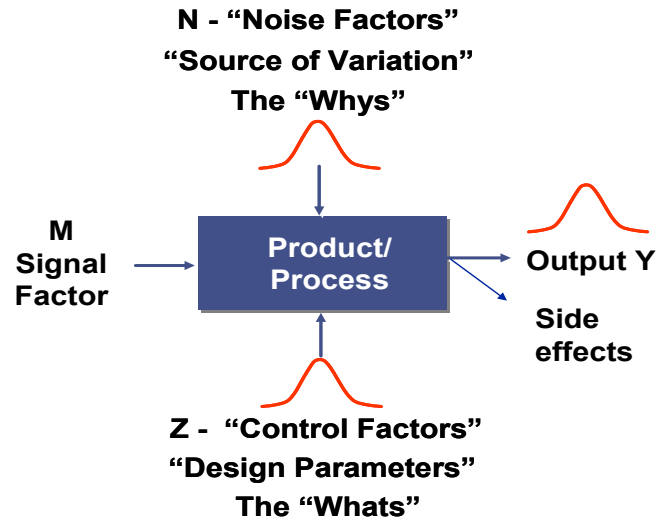 N - “Noise Factors”
“Source of Variation”
The “Whys”
M
Signal
Factor
Product/
Process
Output Y
Side
effects
Z -  “Control Factors”
“Design Parameters”
The “Whats”